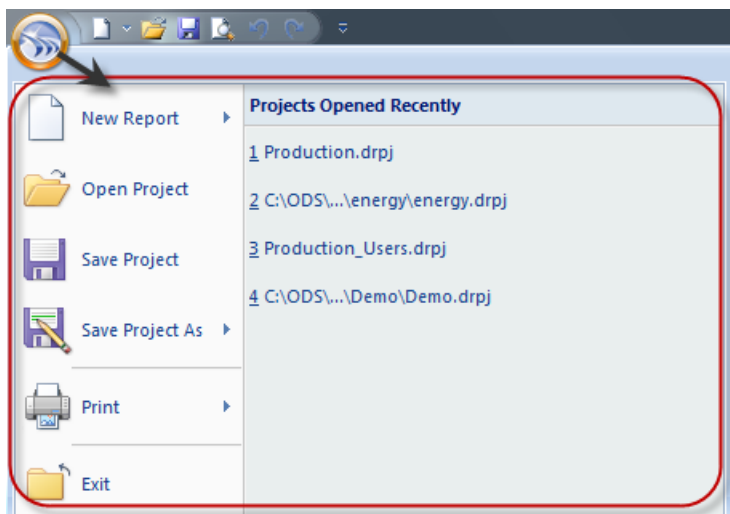 New Report
Open Project
Save Project
Save Project As
Print
Exit
Projects Opened Recently
1 Production.drpj
2 C:\ODS\...\energy\energy.drpj
3 Production_Users.drpj
4 C:\ODS\...\Demo\Demo.drpj